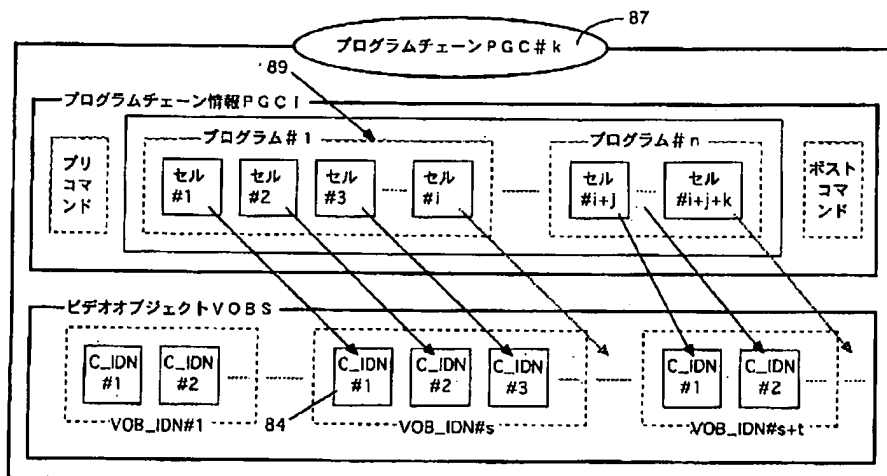 87
プログラムチェーンPGC#k
89
プログラムチェーン情報PGCI
プログラム#1
プログラム#n
プリ
コマ
ンド
セル
#1
セル
#2
セル
#3
セル
#i
セル
#i+j
セル
#i+j+k
ポスト
コマ
ンド
ビデオオブジェクトVOBS
C_IDN
#1
C_IDN
#2
C_IDN
#1
C_IDN
#2
C_IDN
#3
C_IDN
#1
C_IDN
#2
84
VOB_IDN#1
VOB_IDN#s
VOB_IDN#s+t